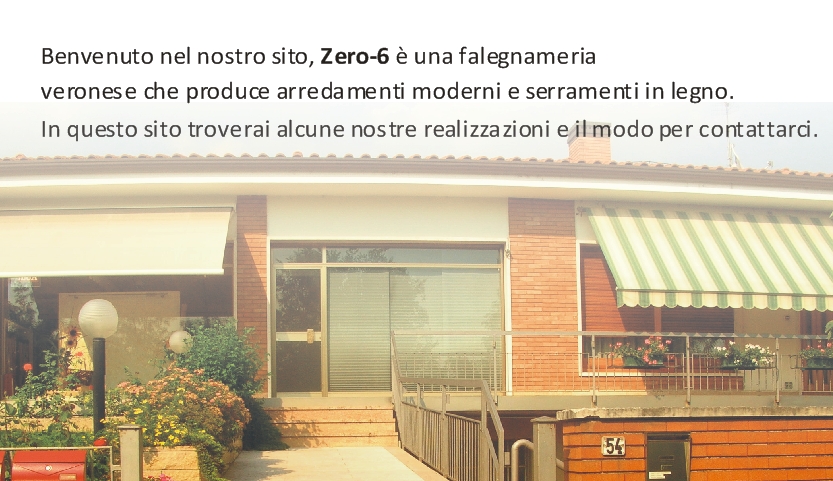 Benvenuto nel nostro sito, Zero-6 è una falegnameria
veronese che produce arredamenti moderni e serramenti in legno.
In questo sito troverai alcune nostre realizzazioni e il modo per contattarci.
54